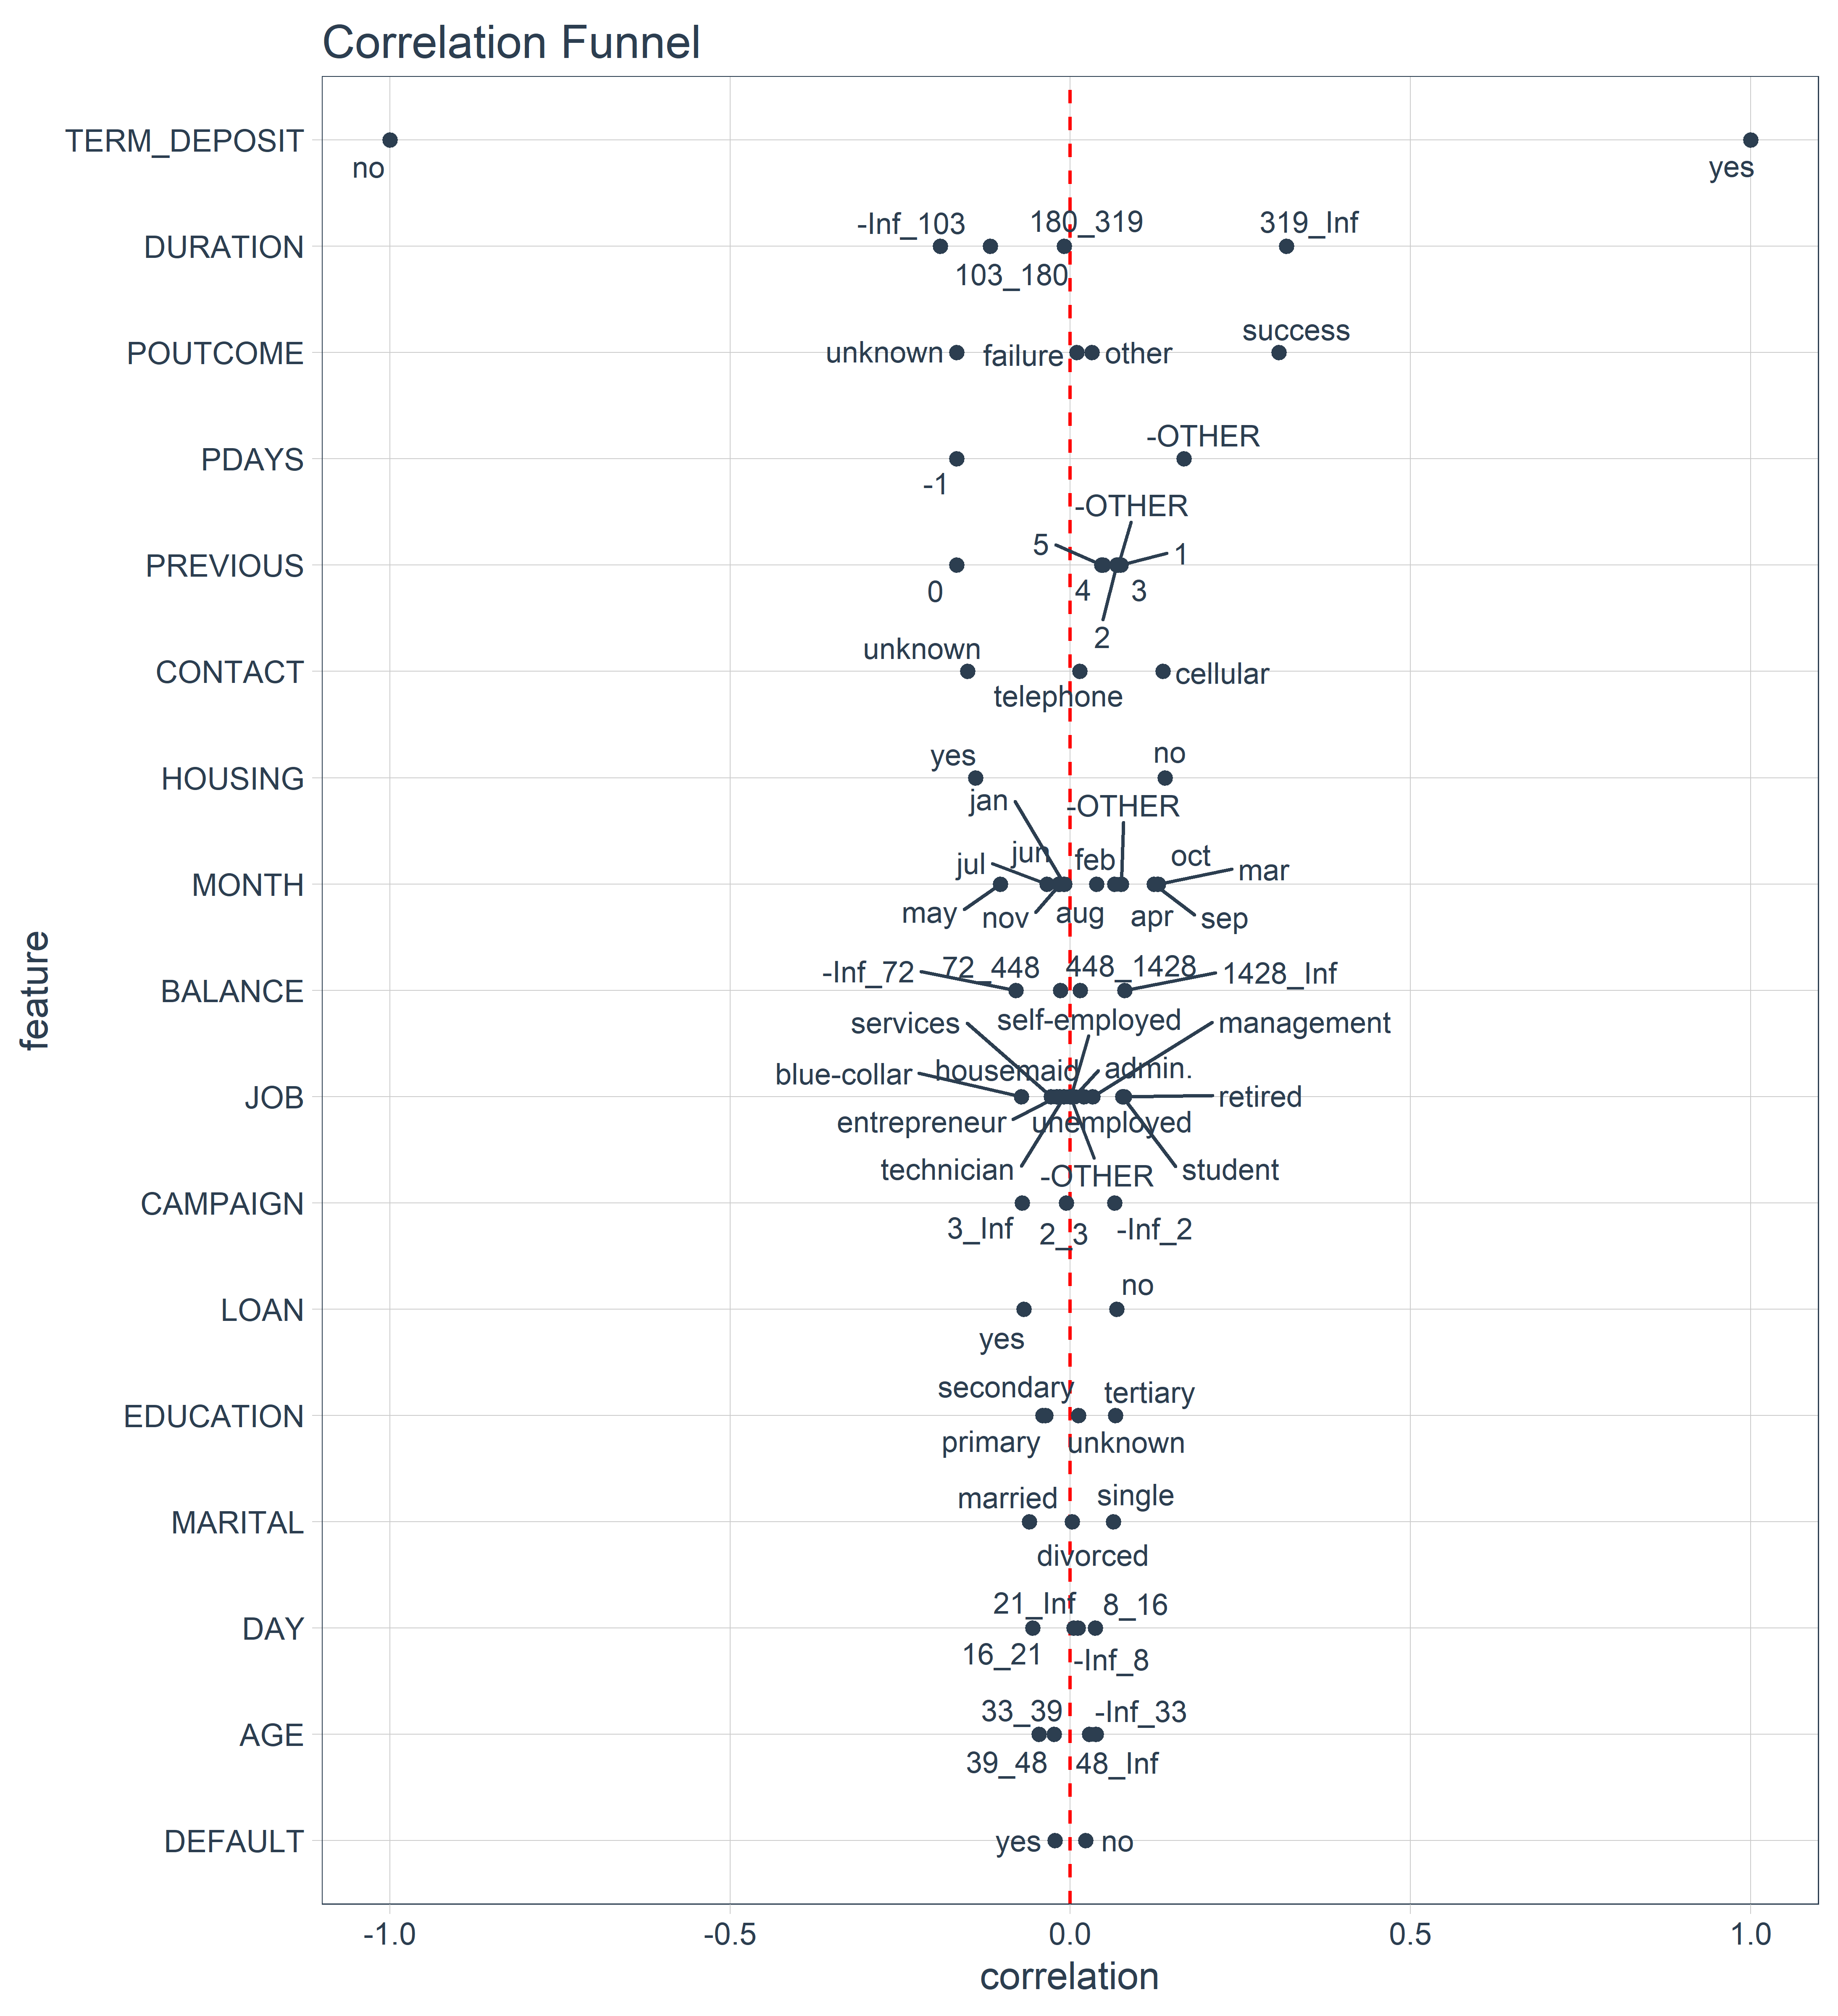 Correlation Funnel
TERM_DEPOSIT
no
yes
DURATION
-Inf_103
180_319
319_Inf
103_180
POUTCOME
unknown
failure
other
success
PDAYS
-1
-OTHER
PREVIOUS
-OTHER
5
1
0
4
3
2
CONTACT
unknown
telephone
cellular
HOUSING
yes
no
MONTH
jan
-OTHER
jul
jun
feb
oct
mar
may
nov
aug
apr
sep
BALANCE
-Inf_72
72_448
448_1428
1428_Inf
JOB
services
self-employed
management
blue-collar
housemaid
admin.
retired
entrepreneur
unemployed
technician
-OTHER
student
CAMPAIGN
3_Inf
2_3
-Inf_2
LOAN
no
yes
EDUCATION
secondary
tertiary
primary
unknown
MARITAL
married
single
divorced
DAY
21_Inf
8_16
16_21
-Inf_8
AGE
33_39
-Inf_33
39_48
48_Inf
DEFAULT
yes
no
-1.0
-0.5
0.0
0.5
1.0
correlation
feature